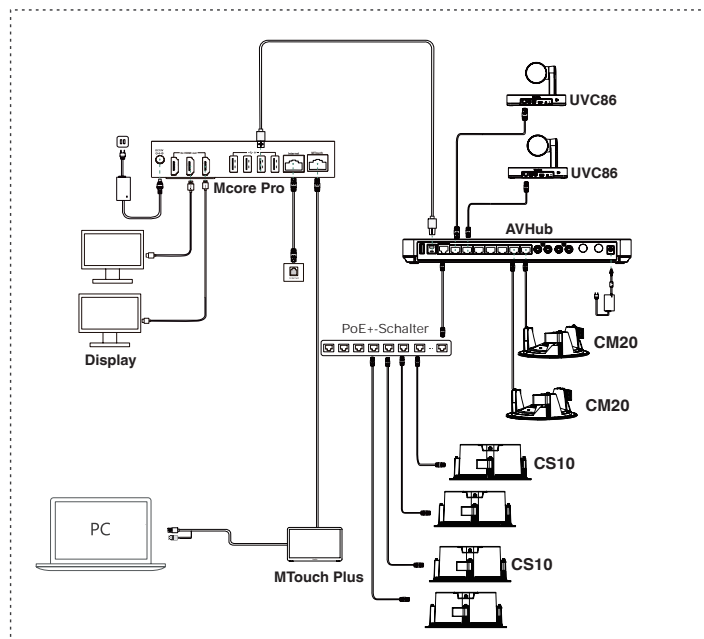 UVC86
UVC86
Mcore Pro
AVHub
PoE+-Schalter
Display
CM20
CM20
CS10
PC
CS10
MTouch Plus